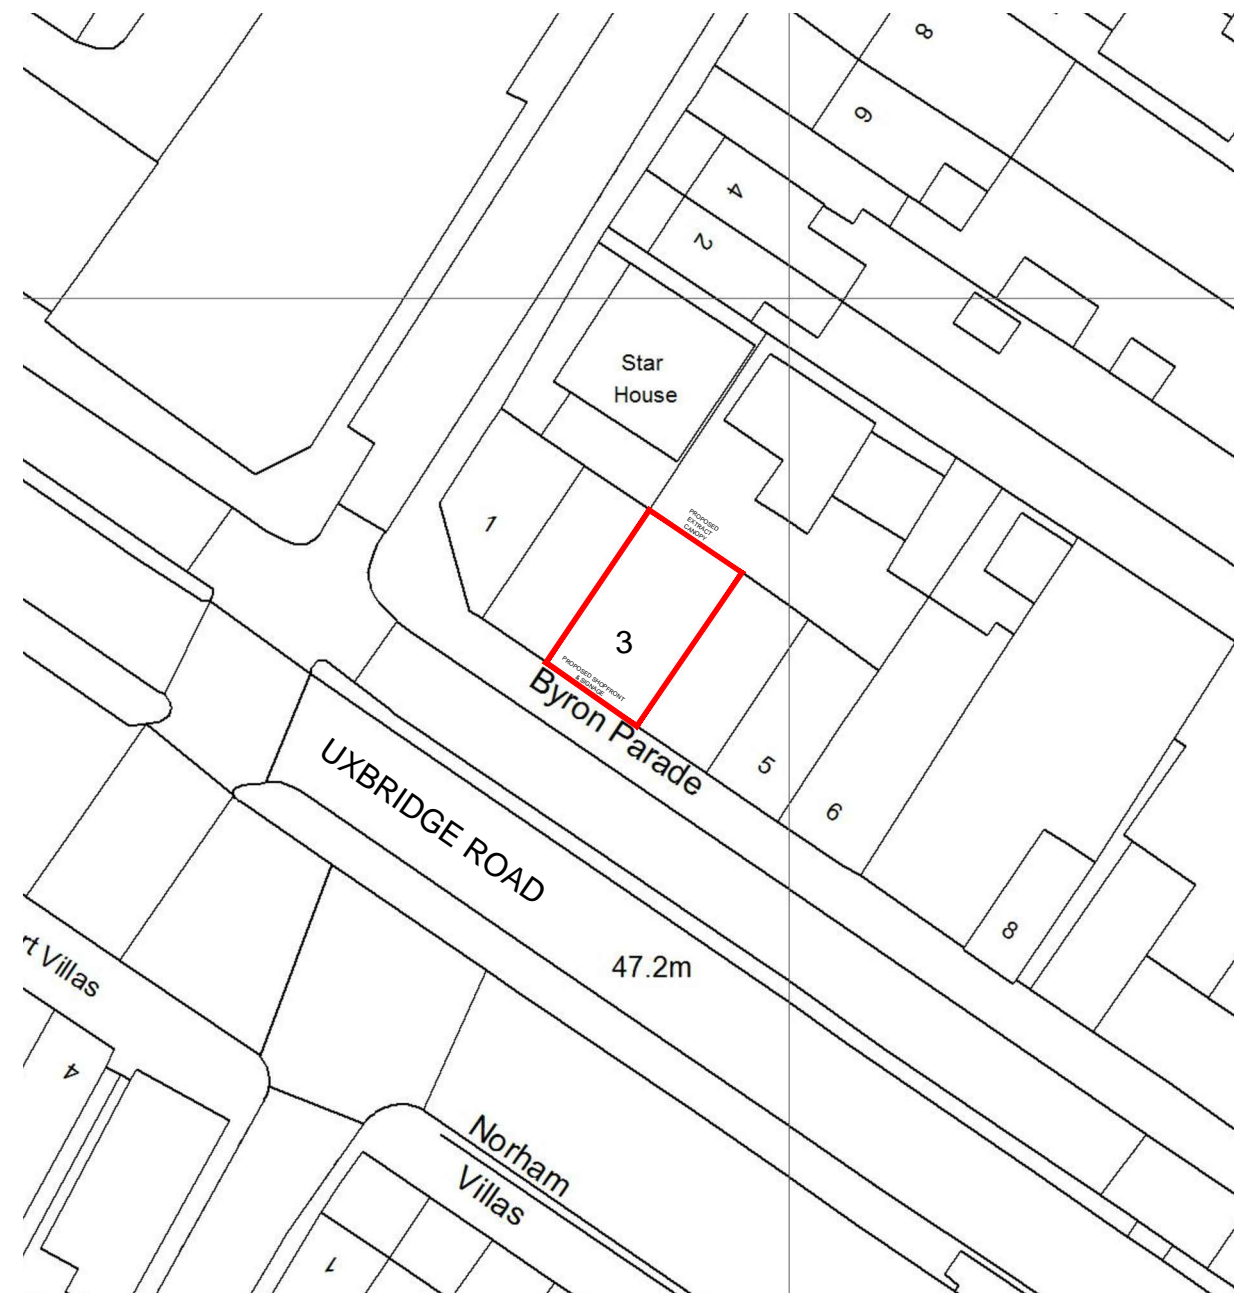 8
6
4
2
Star
House
1
PROPOSED
EXTRACT
CANOPY
3
PROPOSED SHOPFRONT
& SIGNAGE
Byron Parade
5
6
8
UXBRIDGE ROAD
47.2m
rt Villas
4
Norham
Villas
1